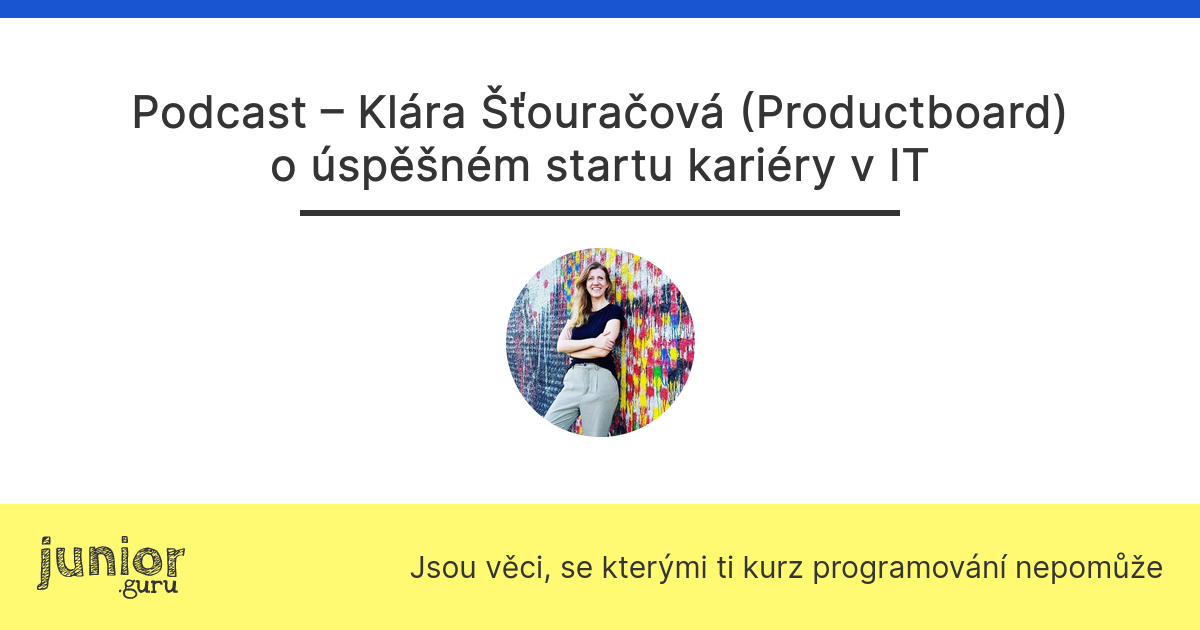 Podcast – Klára Šťouračová (Productboard)
o úspěšném startu kariéry v IT
junior
.guru
Jsou věci, se kterými ti kurz programování nepomůže